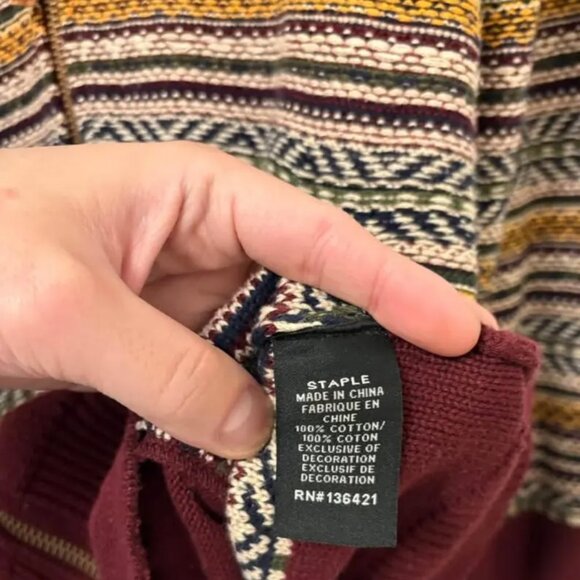 STAPLE
MADE IN CHINA
FABRIQUE EN
CHINE
100% COTTON/
100% COTON
EXCLUSIVE OF
DECORATION
EXCLUSIF DE
DECORATION
RN#136421